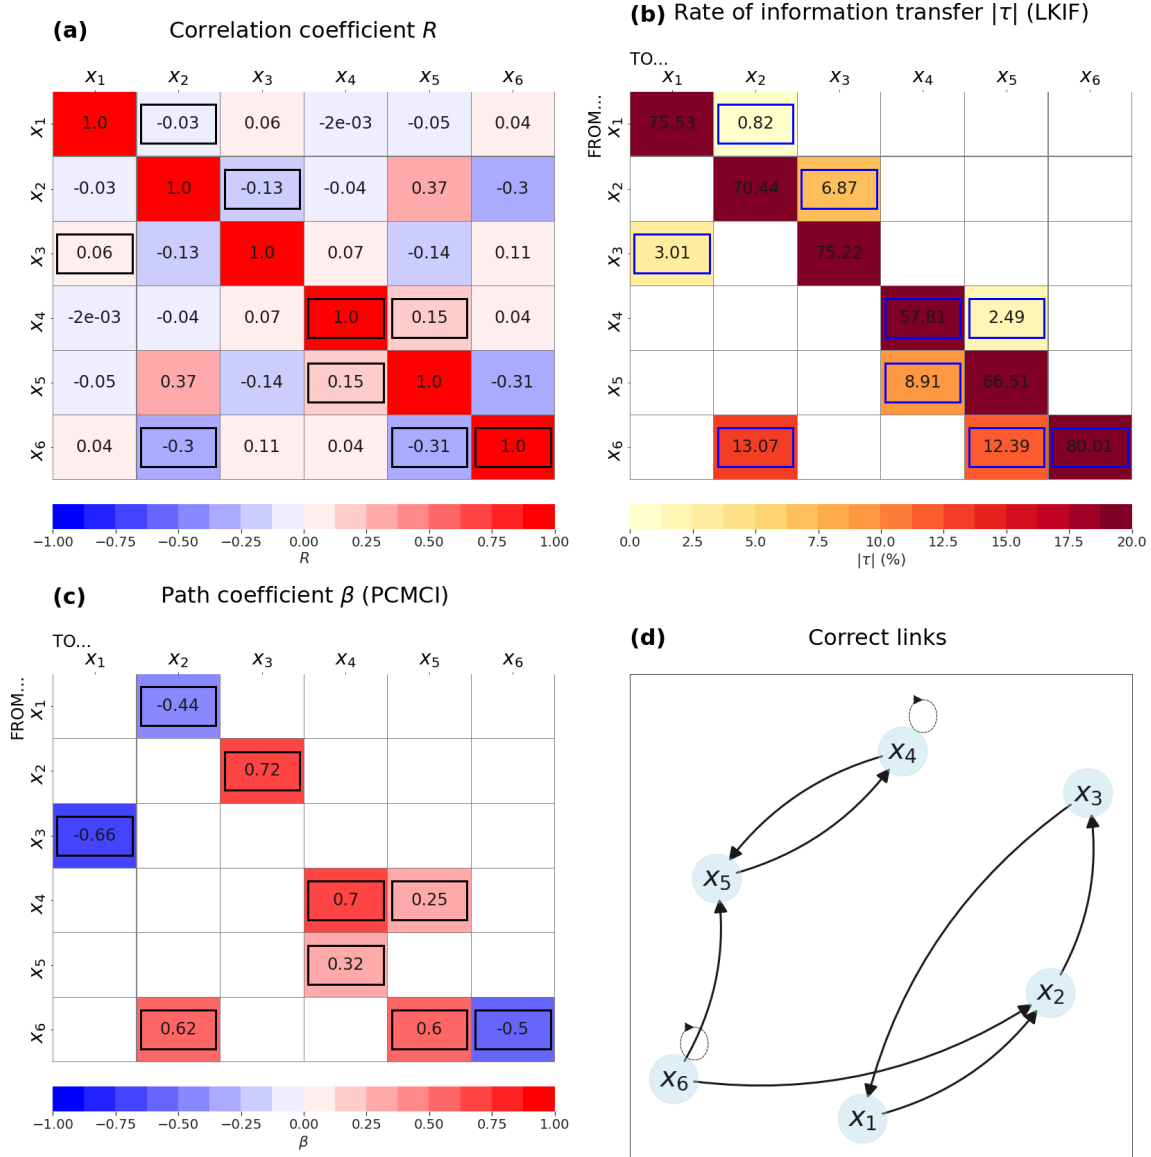 (a) Correlation coefficient R
x₁ x₂ x₃ x₄ x₅ x₆
x₁ 1.0 -0.03 0.06 -2e-03 -0.05 0.04
x₂ -0.03 1.0 -0.13 -0.04 0.37 -0.3
x₃ 0.06 -0.13 1.0 0.07 -0.14 0.11
x₄ -2e-03 -0.04 0.07 1.0 0.15 0.04
x₅ -0.05 0.37 -0.14 0.15 1.0 -0.31
x₆ 0.04 -0.3 0.11 0.04 -0.31 1.0
−1.00 −0.75 −0.50 −0.25 0.00 0.25 0.50 0.75 1.00
R
(b) Rate of information transfer |τ| (LKIF)
TO...
x₁ x₂ x₃ x₄ x₅ x₆
FROM...
x₁ 75.53 0.82
x₂ 70.44 6.87
x₃ 3.01 75.22
x₄ 57.81 2.49
x₅ 8.91 66.51
x₆ 13.07 12.39 80.01
0.0 2.5 5.0 7.5 10.0 12.5 15.0 17.5 20.0
|τ| (%)
(c) Path coefficient β (PCMCI)
TO...
x₁ x₂ x₃ x₄ x₅ x₆
FROM...
x₁ -0.44
x₂ 0.72
x₃ -0.66
x₄ 0.7 0.25
x₅ 0.32
x₆ 0.62 0.6 -0.5
−1.00 −0.75 −0.50 −0.25 0.00 0.25 0.50 0.75 1.00
β
(d) Correct links
x₄
x₃
x₅
x₂
x₆
x₁